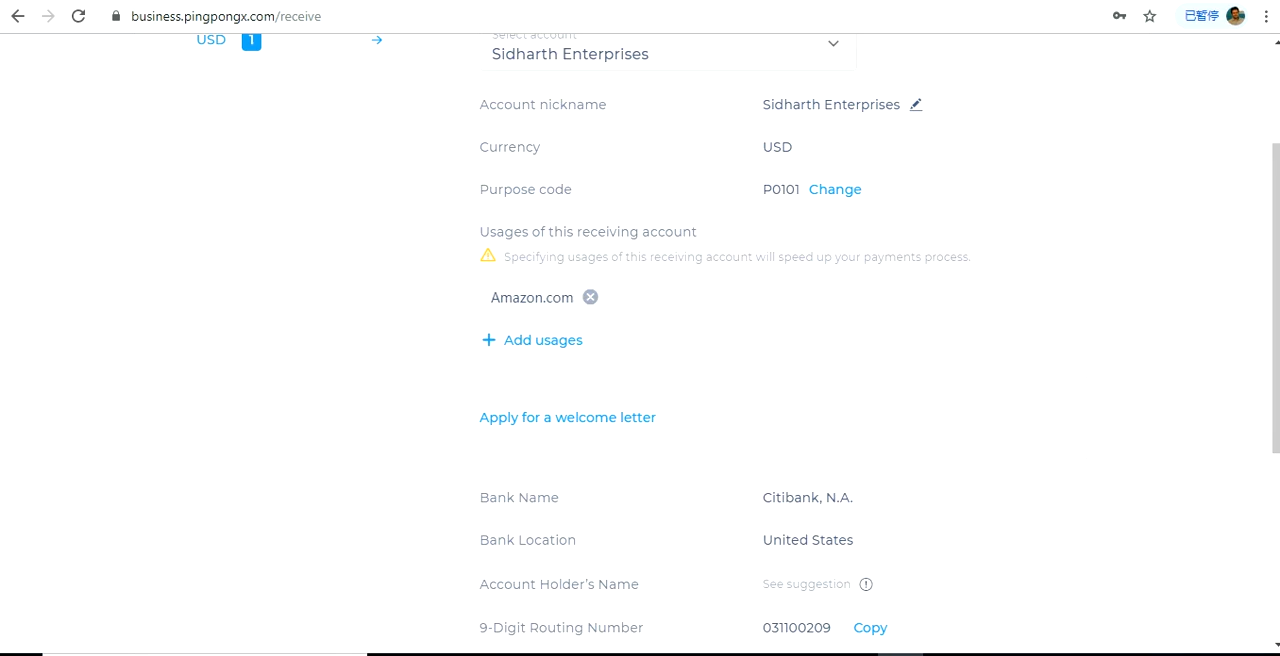 business.pingpongx.com/receive
已暂停
USD 1
Select account
Sidharth Enterprises
Account nickname Sidharth Enterprises
Currency USD
Purpose code P0101 Change
Usages of this receiving account
Specifying usages of this receiving account will speed up your payments process.
Amazon.com
Add usages
Apply for a welcome letter
Bank Name Citibank, N.A.
Bank Location United States
Account Holder's Name See suggestion
9-Digit Routing Number 031100209 Copy